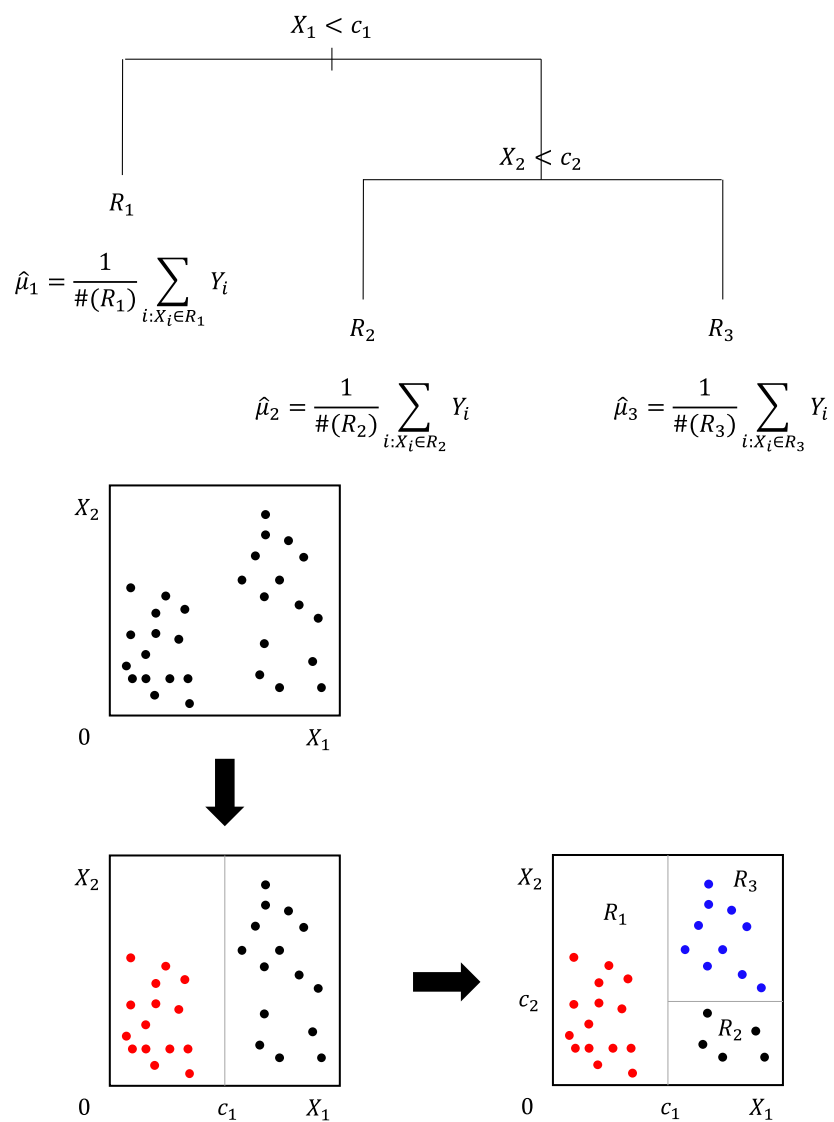 X₁ < c₁
X₂ < c₂
R₁
μ̂₁ = 1/#(R₁) ∑_{i:Xᵢ∈R₁} Yᵢ
R₂
R₃
μ̂₂ = 1/#(R₂) ∑_{i:Xᵢ∈R₂} Yᵢ
μ̂₃ = 1/#(R₃) ∑_{i:Xᵢ∈R₃} Yᵢ
X₂
0
X₁
X₂
0
c₁
X₁
X₂
R₃
R₁
c₂
R₂
0
c₁
X₁